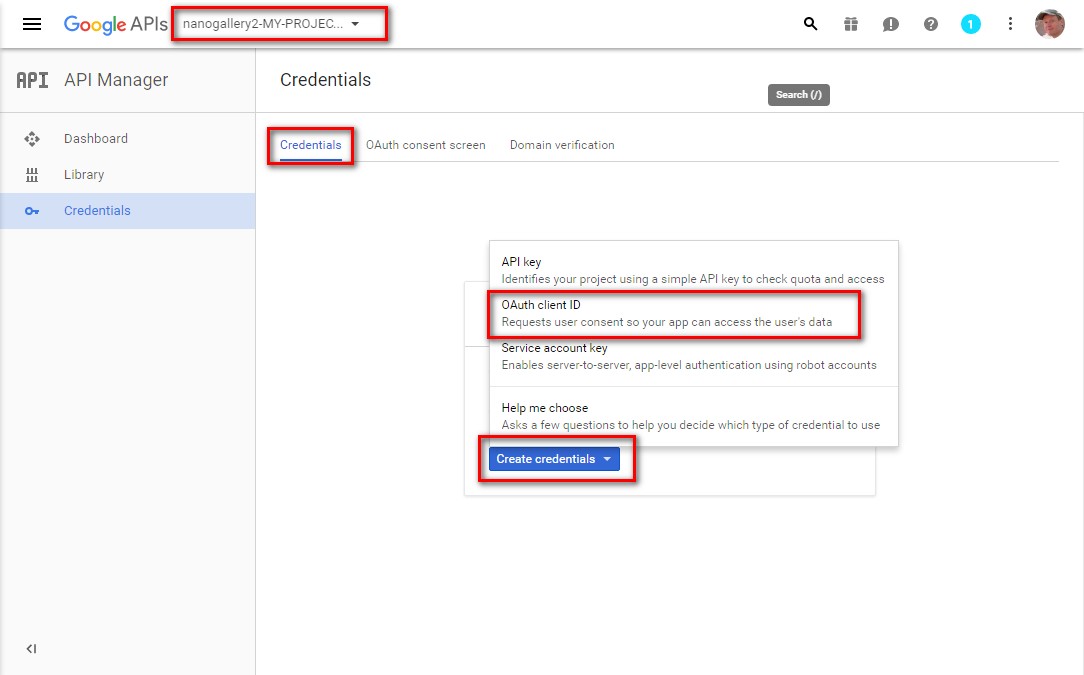 Google APIs
nanogallery2-MY-PROJEC...
1
API
API Manager
Credentials
Search (/)
Dashboard
Library
Credentials
Credentials
OAuth consent screen
Domain verification
API key
Identifies your project using a simple API key to check quota and access
OAuth client ID
Requests user consent so your app can access the user's data
Service account key
Enables server-to-server, app-level authentication using robot accounts
Help me choose
Asks a few questions to help you decide which type of credential to use
Create credentials